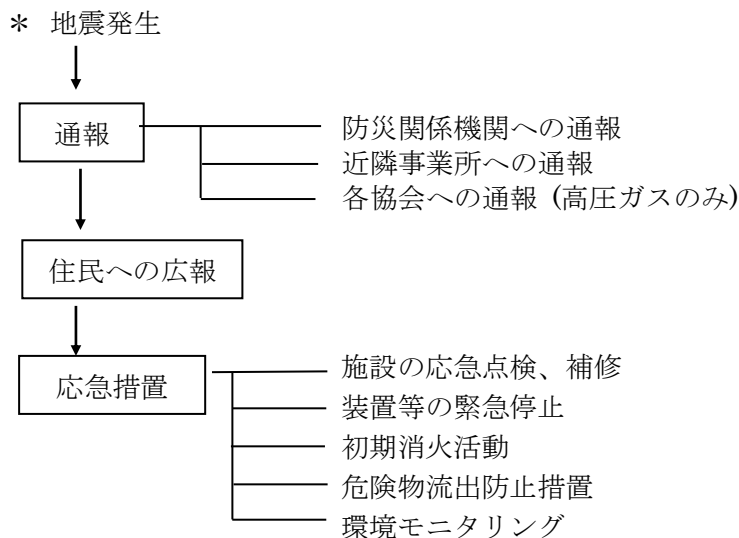 ＊ 地震発生
通報
防災関係機関への通報
近隣事業所への通報
各協会への通報 (高圧ガスのみ)
住民への広報
応急措置
施設の応急点検、補修
装置等の緊急停止
初期消火活動
危険物流出防止措置
環境モニタリング